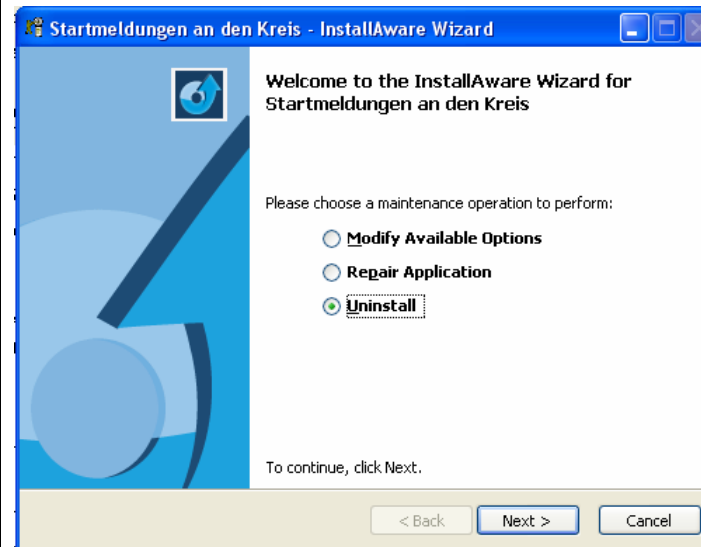 Startmeldungen an den Kreis - InstallAware Wizard
Welcome to the InstallAware Wizard for
Startmeldungen an den Kreis
Please choose a maintenance operation to perform:
Modify Available Options
Repair Application
Uninstall
To continue, click Next.
< Back
Next >
Cancel